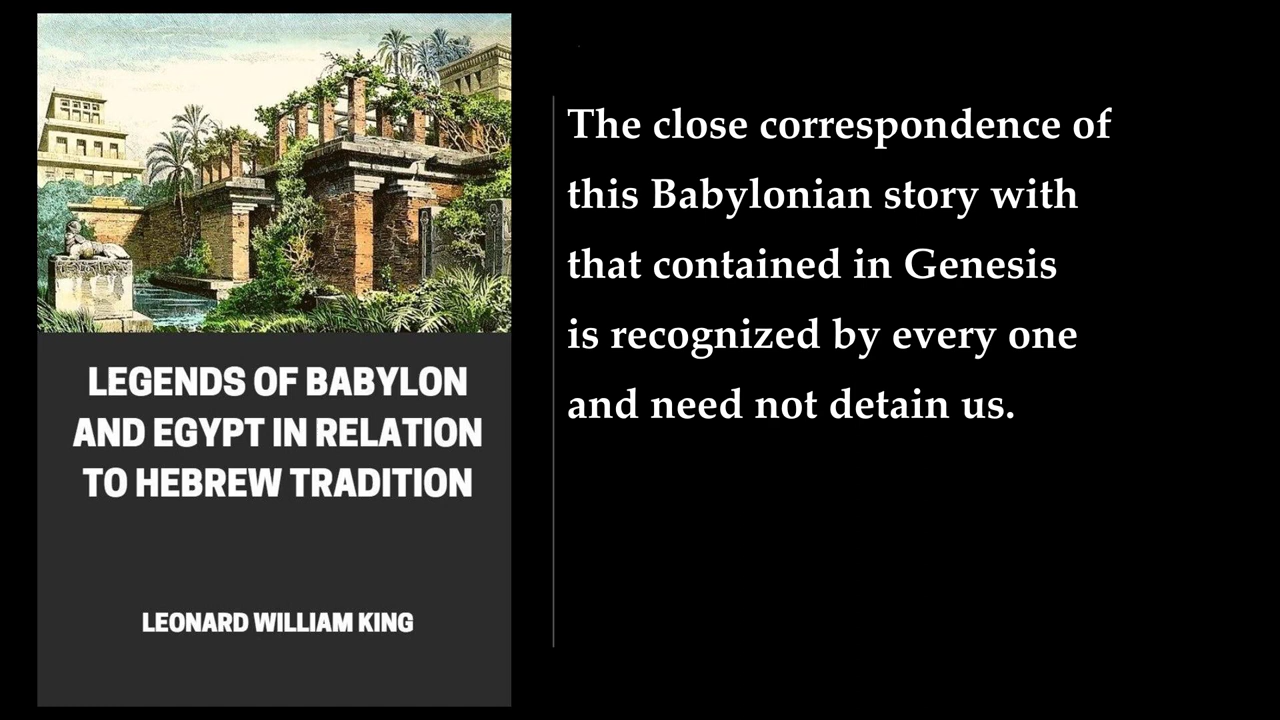 LEGENDS OF BABYLON
AND EGYPT IN RELATION
TO HEBREW TRADITION
LEONARD WILLIAM KING
The close correspondence of
this Babylonian story with
that contained in Genesis
is recognized by every one
and need not detain us.